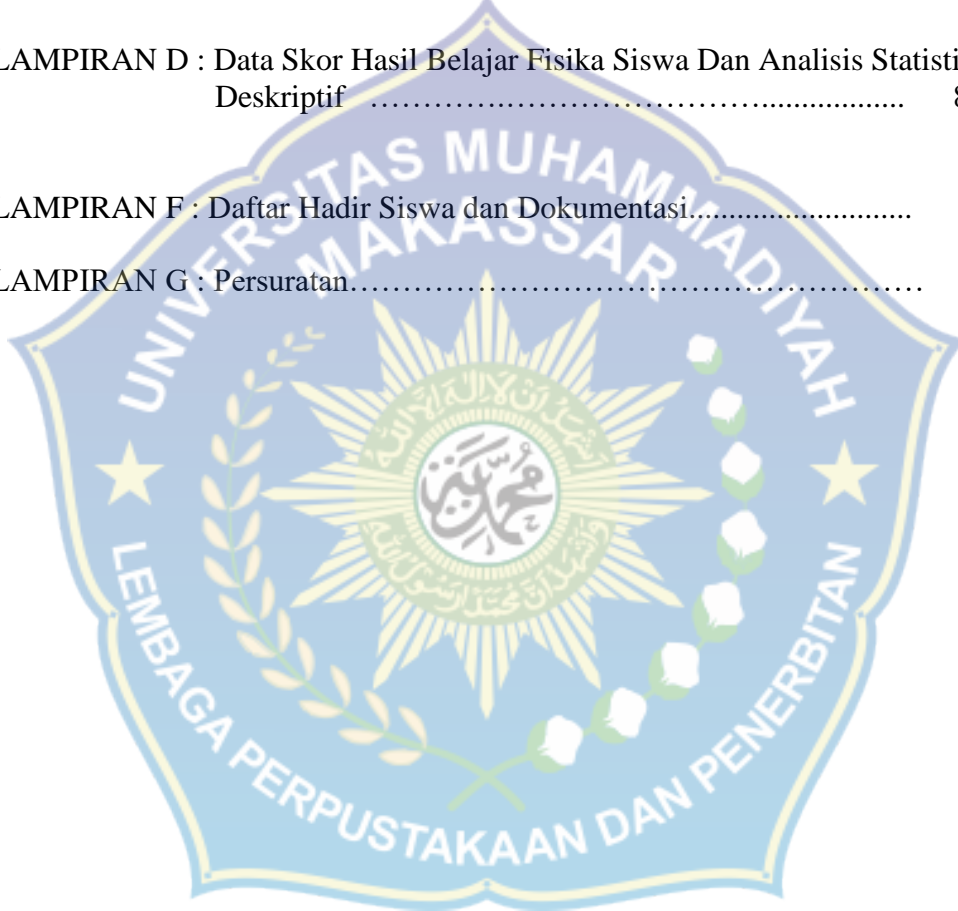 LAMPIRAN D : Data Skor Hasil Belajar Fisika Siswa Dan Analisis Statisti
Deskriptif …………..……………………..................... 8
LAMPIRAN F : Daftar Hadir Siswa dan Dokumentasi............................
LAMPIRAN G : Persuratan………………………………………………
UNIVERSITAS MUHAMMADIYAH
MAKASSAR
LEMBAGA PERPUSTAKAAN DAN PENERBITAN